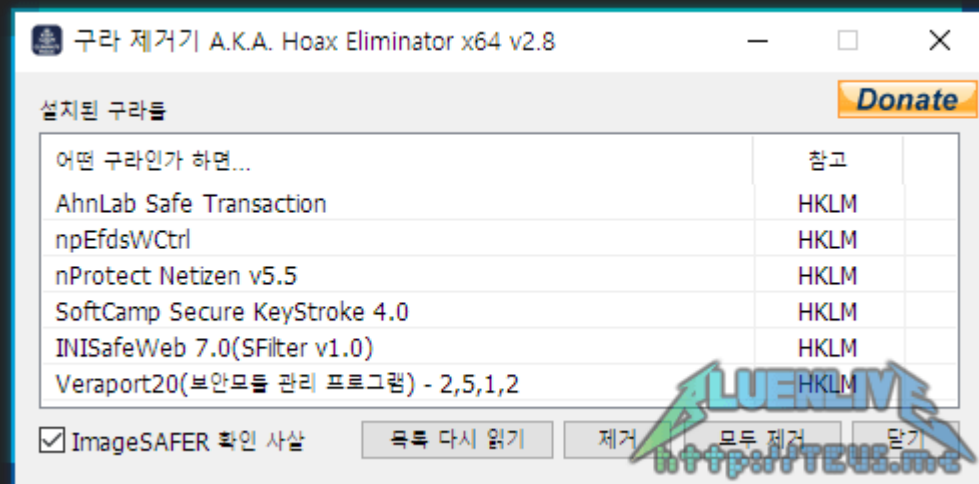 구라 제거기 A.K.A. Hoax Eliminator x64 v2.8
Donate
설치된 구라들
어떤 구라인가 하면... 참고
AhnLab Safe Transaction HKLM
npEfdsWCtrl HKLM
nProtect Netizen v5.5 HKLM
SoftCamp Secure KeyStroke 4.0 HKLM
INISafeWeb 7.0(SFilter v1.0) HKLM
Veraport20(보안모듈 관리 프로그램) - 2,5,1,2 HKLM
BLUENLIVE
ImageSAFER 확인 사살 목록 다시 읽기 제거 모두 제거 닫기
http://TEUS.me